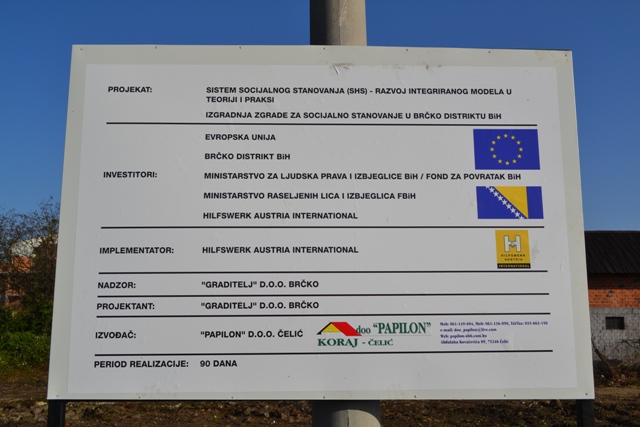 PROJEKAT: SISTEM SOCIJALNOG STANOVANJA (SHS) - RAZVOJ INTEGRIRANOG MODELA U
TEORIJI I PRAKSI
IZGRADNJA ZGRADE ZA SOCIJALNO STANOVANJE U BRČKO DISTRIKTU BiH
EVROPSKA UNIJA
BRČKO DISTRIKT BiH
INVESTITORI: MINISTARSTVO ZA LJUDSKA PRAVA I IZBJEGLICE BiH / FOND ZA POVRATAK BiH
MINISTARSTVO RASELJENIH LICA I IZBJEGLICA FBiH
HILFSWERK AUSTRIA INTERNATIONAL
IMPLEMENTATOR: HILFSWERK AUSTRIA INTERNATIONAL
H
HILFSWERK
AUSTRIA
INTERNATIONAL
NADZOR: "GRADITELJ" D.O.O. BRČKO
PROJEKTANT: "GRADITELJ" D.O.O. BRČKO
IZVOĐAČ: "PAPILON" D.O.O. ČELIĆ
doo "PAPILON"
KORAJ - ČELIĆ
PERIOD REALIZACIJE: 90 DANA